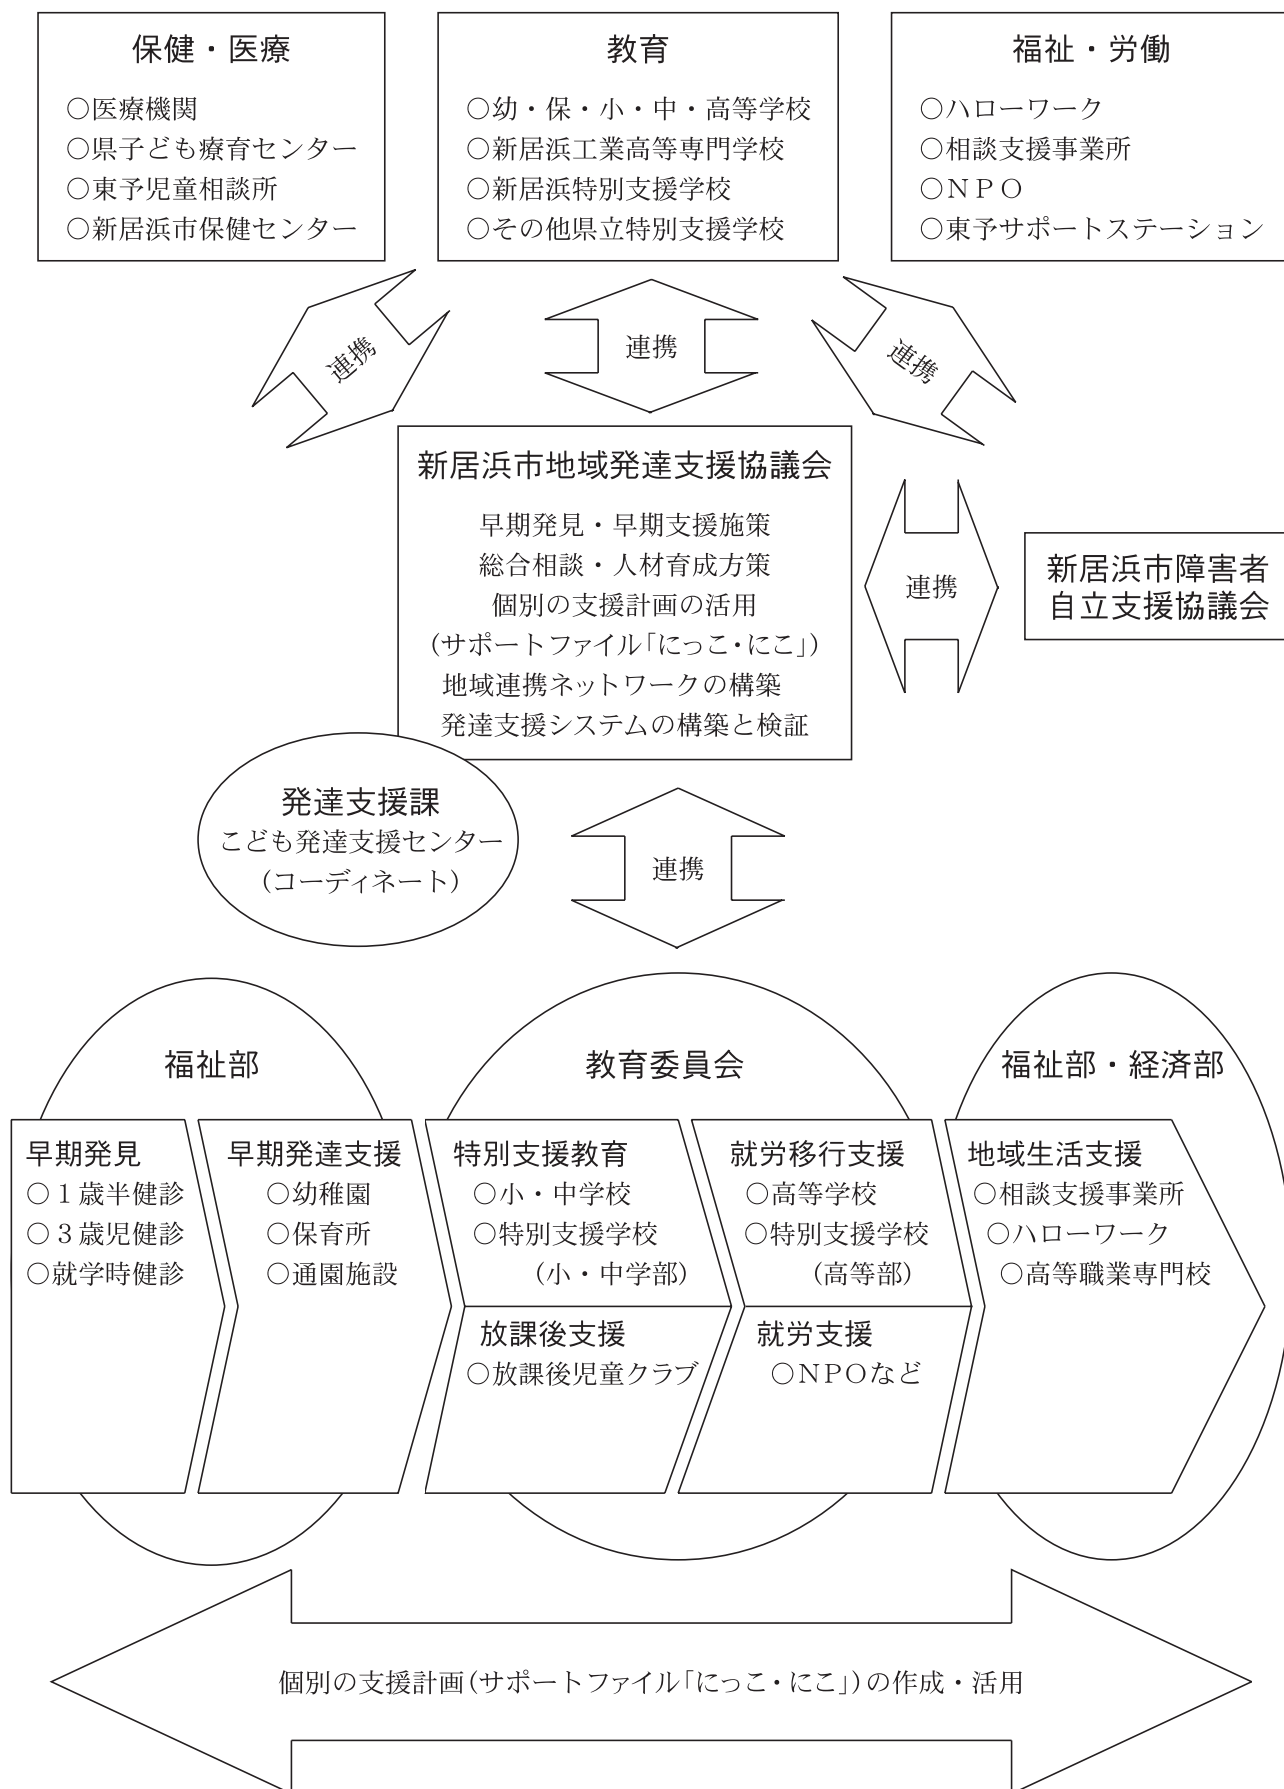 保健・医療
○医療機関
○県子ども療育センター
○東予児童相談所
○新居浜市保健センター
教育
○幼・保・小・中・高等学校
○新居浜工業高等専門学校
○新居浜特別支援学校
○その他県立特別支援学校
福祉・労働
○ハローワーク
○相談支援事業所
○ＮＰＯ
○東予サポートステーション
連携
連携
連携
新居浜市地域発達支援協議会
早期発見・早期支援施策
総合相談・人材育成方策
個別の支援計画の活用
(サポートファイル「にっこ・にこ」)
地域連携ネットワークの構築
発達支援システムの構築と検証
連携
新居浜市障害者
自立支援協議会
発達支援課
こども発達支援センター
(コーディネート)
連携
福祉部
教育委員会
福祉部・経済部
早期発見
○１歳半健診
○３歳児健診
○就学時健診
早期発達支援
○幼稚園
○保育所
○通園施設
特別支援教育
○小・中学校
○特別支援学校
(小・中学部)
放課後支援
○放課後児童クラブ
就労移行支援
○高等学校
○特別支援学校
(高等部)
就労支援
○NPOなど
地域生活支援
○相談支援事業所
○ハローワーク
○高等職業専門校
個別の支援計画(サポートファイル「にっこ・にこ」)の作成・活用